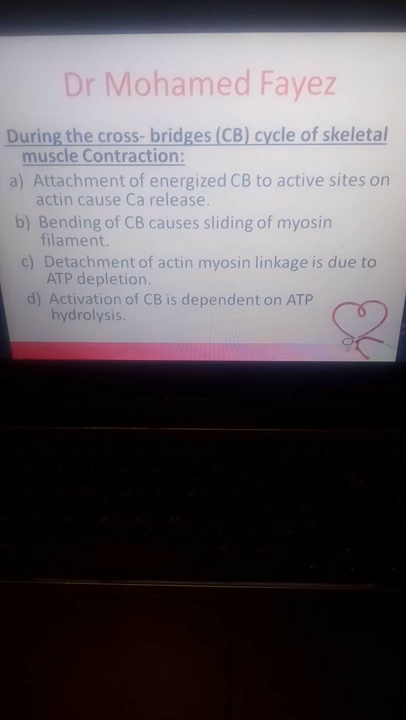 Dr Mohamed Fayez
During the cross- bridges (CB) cycle of skeletal
muscle Contraction:
a) Attachment of energized CB to active sites on
actin cause Ca release.
b) Bending of CB causes sliding of myosin
filament.
c) Detachment of actin myosin linkage is due to
ATP depletion.
d) Activation of CB is dependent on ATP
hydrolysis.